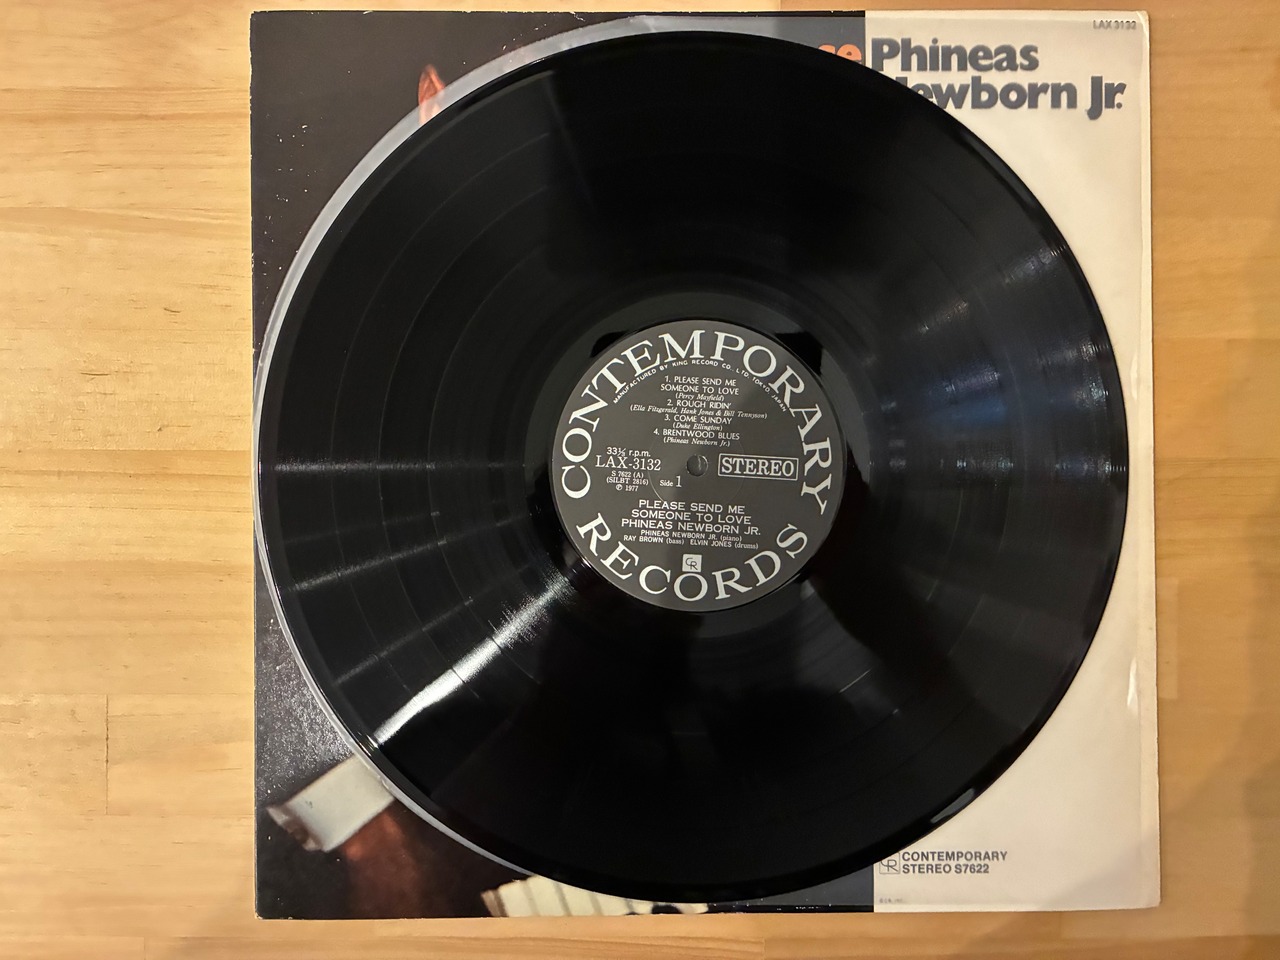 LAX 3132
ce Phineas
ewborn Jr.
CONTEMPORARY
MANUFACTURED BY KING RECORD CO. LTD. TOKYO, JAPAN
1. PLEASE SEND ME
SOMEONE TO LOVE
(Percy Mayfield)
2. ROUGH RIDIN'
(Ella Fitzgerald, Hank Jones & Bill Tennyson)
3. COME SUNDAY
(Duke Ellington)
4. BRENTWOOD BLUES
(Phineas Newborn Jr.)
33⅓ r.p.m.
LAX-3132
STEREO
S 7622 (A)
(SILBT 2816)
Ⓟ 1977
Side 1
PLEASE SEND ME
SOMEONE TO LOVE
PHINEAS NEWBORN JR.
PHINEAS NEWBORN JR. (piano)
RAY BROWN (bass) ELVIN JONES (drums)
CR
RECORDS
CR CONTEMPORARY
STEREO S7622